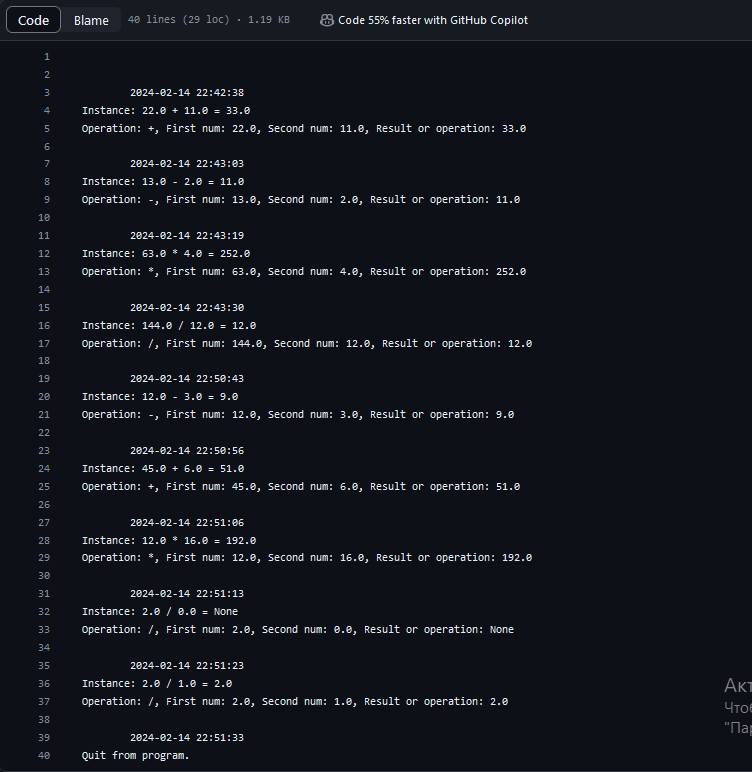 Code Blame 40 lines (29 loc) · 1.19 KB Code 55% faster with GitHub Copilot
1
2
3 2024-02-14 22:42:38
4 Instance: 22.0 + 11.0 = 33.0
5 Operation: +, First num: 22.0, Second num: 11.0, Result or operation: 33.0
6
7 2024-02-14 22:43:03
8 Instance: 13.0 - 2.0 = 11.0
9 Operation: -, First num: 13.0, Second num: 2.0, Result or operation: 11.0
10
11 2024-02-14 22:43:19
12 Instance: 63.0 * 4.0 = 252.0
13 Operation: *, First num: 63.0, Second num: 4.0, Result or operation: 252.0
14
15 2024-02-14 22:43:30
16 Instance: 144.0 / 12.0 = 12.0
17 Operation: /, First num: 144.0, Second num: 12.0, Result or operation: 12.0
18
19 2024-02-14 22:50:43
20 Instance: 12.0 - 3.0 = 9.0
21 Operation: -, First num: 12.0, Second num: 3.0, Result or operation: 9.0
22
23 2024-02-14 22:50:56
24 Instance: 45.0 + 6.0 = 51.0
25 Operation: +, First num: 45.0, Second num: 6.0, Result or operation: 51.0
26
27 2024-02-14 22:51:06
28 Instance: 12.0 * 16.0 = 192.0
29 Operation: *, First num: 12.0, Second num: 16.0, Result or operation: 192.0
30
31 2024-02-14 22:51:13
32 Instance: 2.0 / 0.0 = None
33 Operation: /, First num: 2.0, Second num: 0.0, Result or operation: None
34
35 2024-02-14 22:51:23
36 Instance: 2.0 / 1.0 = 2.0
37 Operation: /, First num: 2.0, Second num: 1.0, Result or operation: 2.0
38
39 2024-02-14 22:51:33
40 Quit from program.
Акт
Чтоб
"Пар